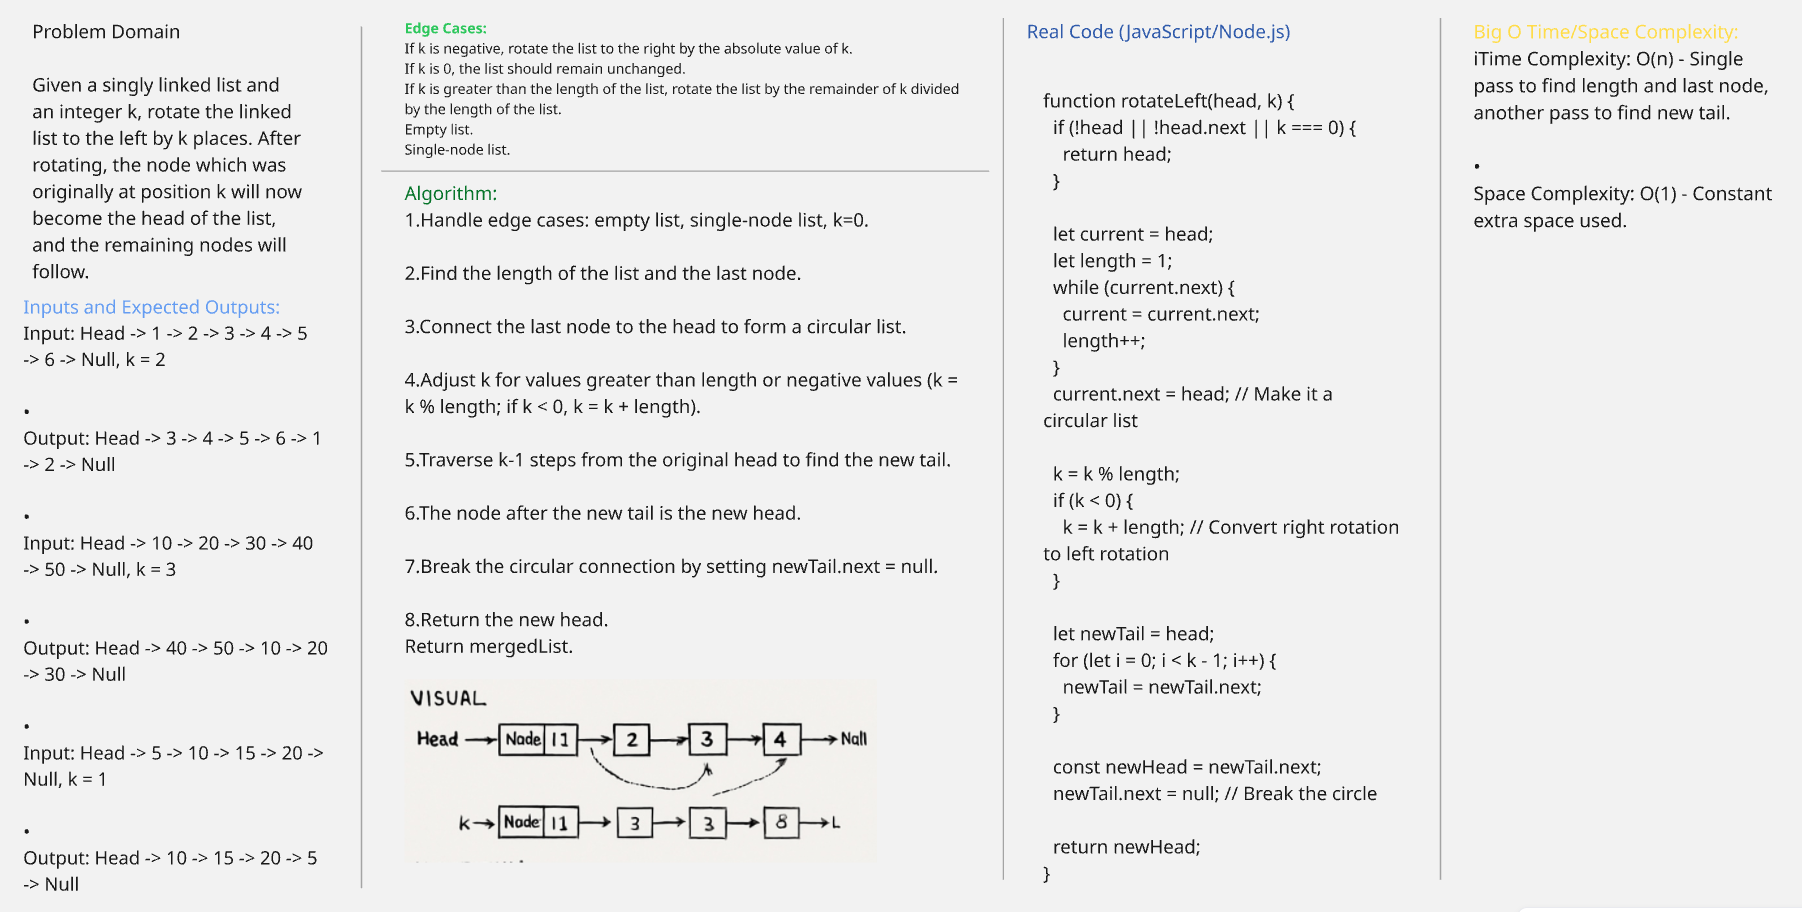 Problem Domain
Given a singly linked list and
an integer k, rotate the linked
list to the left by k places. After
rotating, the node which was
originally at position k will now
become the head of the list,
and the remaining nodes will
follow.
Inputs and Expected Outputs:
Input: Head -> 1 -> 2 -> 3 -> 4 -> 5
-> 6 -> Null, k = 2
•
Output: Head -> 3 -> 4 -> 5 -> 6 -> 1
-> 2 -> Null
•
Input: Head -> 10 -> 20 -> 30 -> 40
-> 50 -> Null, k = 3
•
Output: Head -> 40 -> 50 -> 10 -> 20
-> 30 -> Null
•
Input: Head -> 5 -> 10 -> 15 -> 20 ->
Null, k = 1
•
Output: Head -> 10 -> 15 -> 20 -> 5
-> Null
Edge Cases:
If k is negative, rotate the list to the right by the absolute value of k.
If k is 0, the list should remain unchanged.
If k is greater than the length of the list, rotate the list by the remainder of k divided
by the length of the list.
Empty list.
Single-node list.
Algorithm:
1.Handle edge cases: empty list, single-node list, k=0.
2.Find the length of the list and the last node.
3.Connect the last node to the head to form a circular list.
4.Adjust k for values greater than length or negative values (k =
k % length; if k < 0, k = k + length).
5.Traverse k-1 steps from the original head to find the new tail.
6.The node after the new tail is the new head.
7.Break the circular connection by setting newTail.next = null.
8.Return the new head.
Return mergedList.
VISUAL
Head Node 11 2 3 4 Nall
k Node 11 3 3 8 L
Real Code (JavaScript/Node.js)
function rotateLeft(head, k) {
if (!head || !head.next || k === 0) {
return head;
}
let current = head;
let length = 1;
while (current.next) {
current = current.next;
length++;
}
current.next = head; // Make it a
circular list
k = k % length;
if (k < 0) {
k = k + length; // Convert right rotation
to left rotation
}
let newTail = head;
for (let i = 0; i < k - 1; i++) {
newTail = newTail.next;
}
const newHead = newTail.next;
newTail.next = null; // Break the circle
return newHead;
}
Big O Time/Space Complexity:
iTime Complexity: O(n) - Single
pass to find length and last node,
another pass to find new tail.
•
Space Complexity: O(1) - Constant
extra space used.